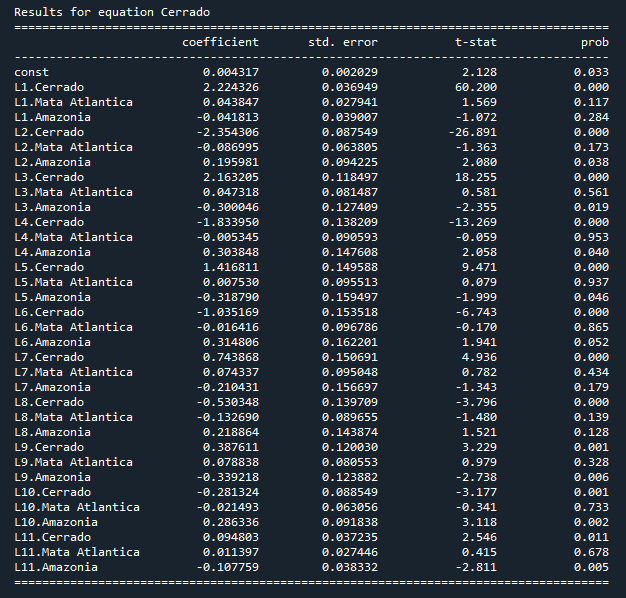 Results for equation Cerrado
======================================================================================
coefficient std. error t-stat prob
--------------------------------------------------------------------------------------
const 0.004317 0.002029 2.128 0.033
L1.Cerrado 2.224326 0.036949 60.200 0.000
L1.Mata Atlantica 0.043847 0.027941 1.569 0.117
L1.Amazonia -0.041813 0.039007 -1.072 0.284
L2.Cerrado -2.354306 0.087549 -26.891 0.000
L2.Mata Atlantica -0.086995 0.063805 -1.363 0.173
L2.Amazonia 0.195981 0.094225 2.080 0.038
L3.Cerrado 2.163205 0.118497 18.255 0.000
L3.Mata Atlantica 0.047318 0.081487 0.581 0.561
L3.Amazonia -0.300046 0.127409 -2.355 0.019
L4.Cerrado -1.833950 0.138209 -13.269 0.000
L4.Mata Atlantica -0.005345 0.090593 -0.059 0.953
L4.Amazonia 0.303848 0.147608 2.058 0.040
L5.Cerrado 1.416811 0.149588 9.471 0.000
L5.Mata Atlantica 0.007530 0.095513 0.079 0.937
L5.Amazonia -0.318790 0.159497 -1.999 0.046
L6.Cerrado -1.035169 0.153518 -6.743 0.000
L6.Mata Atlantica -0.016416 0.096786 -0.170 0.865
L6.Amazonia 0.314806 0.162201 1.941 0.052
L7.Cerrado 0.743868 0.150691 4.936 0.000
L7.Mata Atlantica 0.074337 0.095048 0.782 0.434
L7.Amazonia -0.210431 0.156697 -1.343 0.179
L8.Cerrado -0.530348 0.139709 -3.796 0.000
L8.Mata Atlantica -0.132690 0.089655 -1.480 0.139
L8.Amazonia 0.218864 0.143874 1.521 0.128
L9.Cerrado 0.387611 0.120030 3.229 0.001
L9.Mata Atlantica 0.078838 0.080553 0.979 0.328
L9.Amazonia -0.339218 0.123882 -2.738 0.006
L10.Cerrado -0.281324 0.088549 -3.177 0.001
L10.Mata Atlantica -0.021493 0.063056 -0.341 0.733
L10.Amazonia 0.286336 0.091838 3.118 0.002
L11.Cerrado 0.094803 0.037235 2.546 0.011
L11.Mata Atlantica 0.011397 0.027446 0.415 0.678
L11.Amazonia -0.107759 0.038332 -2.811 0.005
======================================================================================